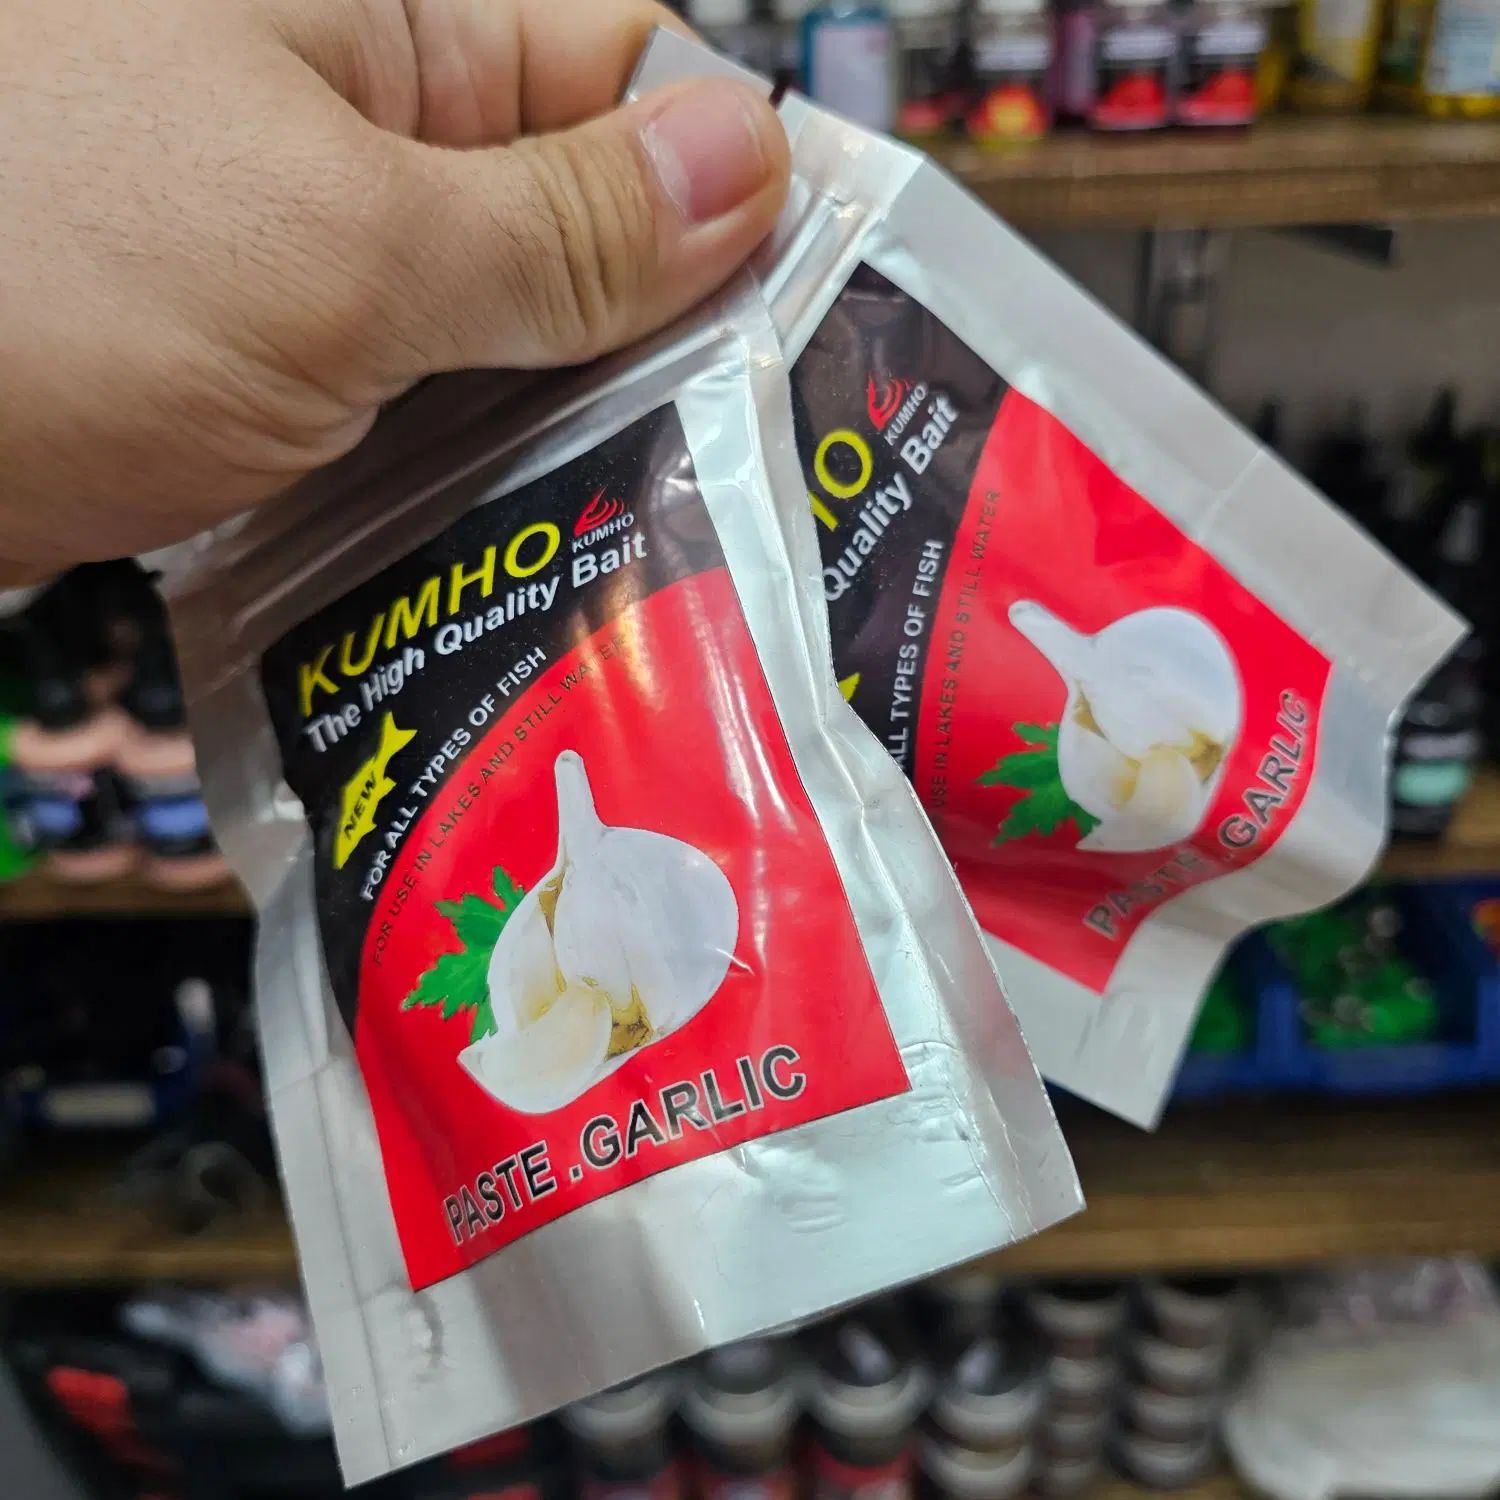 KUMHO
KUMHO
The High Quality Bait
NEW
FOR ALL TYPES OF FISH
FOR USE IN LAKES AND STILL WATER
PASTE .GARLIC
KUMHO
Quality Bait
ALL TYPES OF FISH
USE IN LAKES AND STILL WATER
PASTE .GARLIC